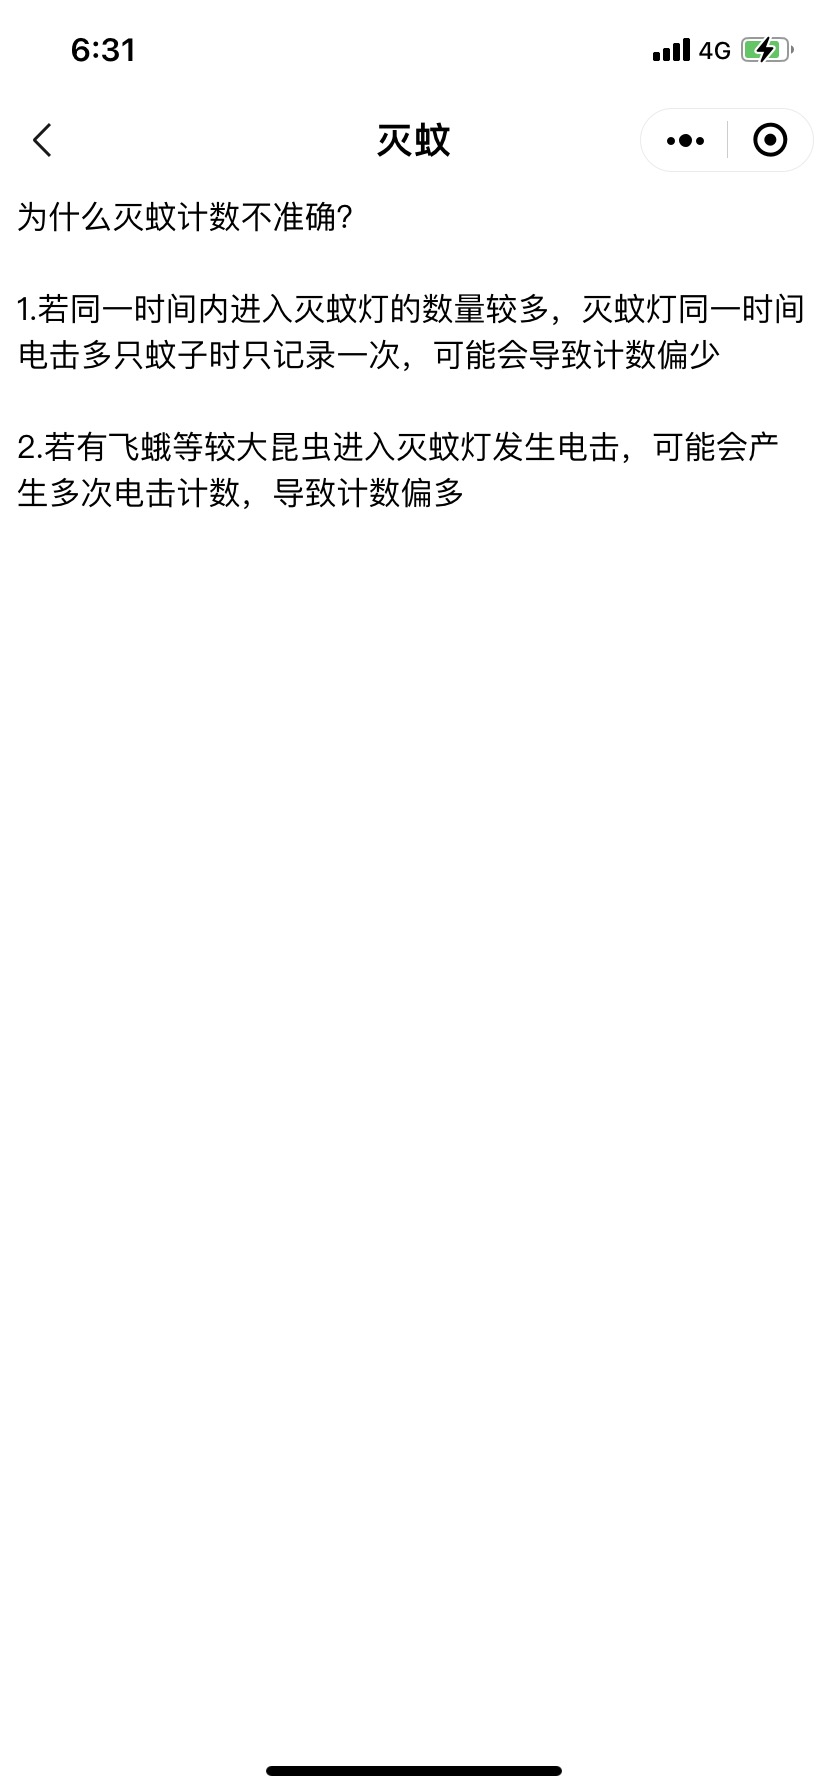 6:31
4G
灭蚊
为什么灭蚊计数不准确?
1.若同一时间内进入灭蚊灯的数量较多，灭蚊灯同一时间
电击多只蚊子时只记录一次，可能会导致计数偏少
2.若有飞蛾等较大昆虫进入灭蚊灯发生电击，可能会产
生多次电击计数，导致计数偏多